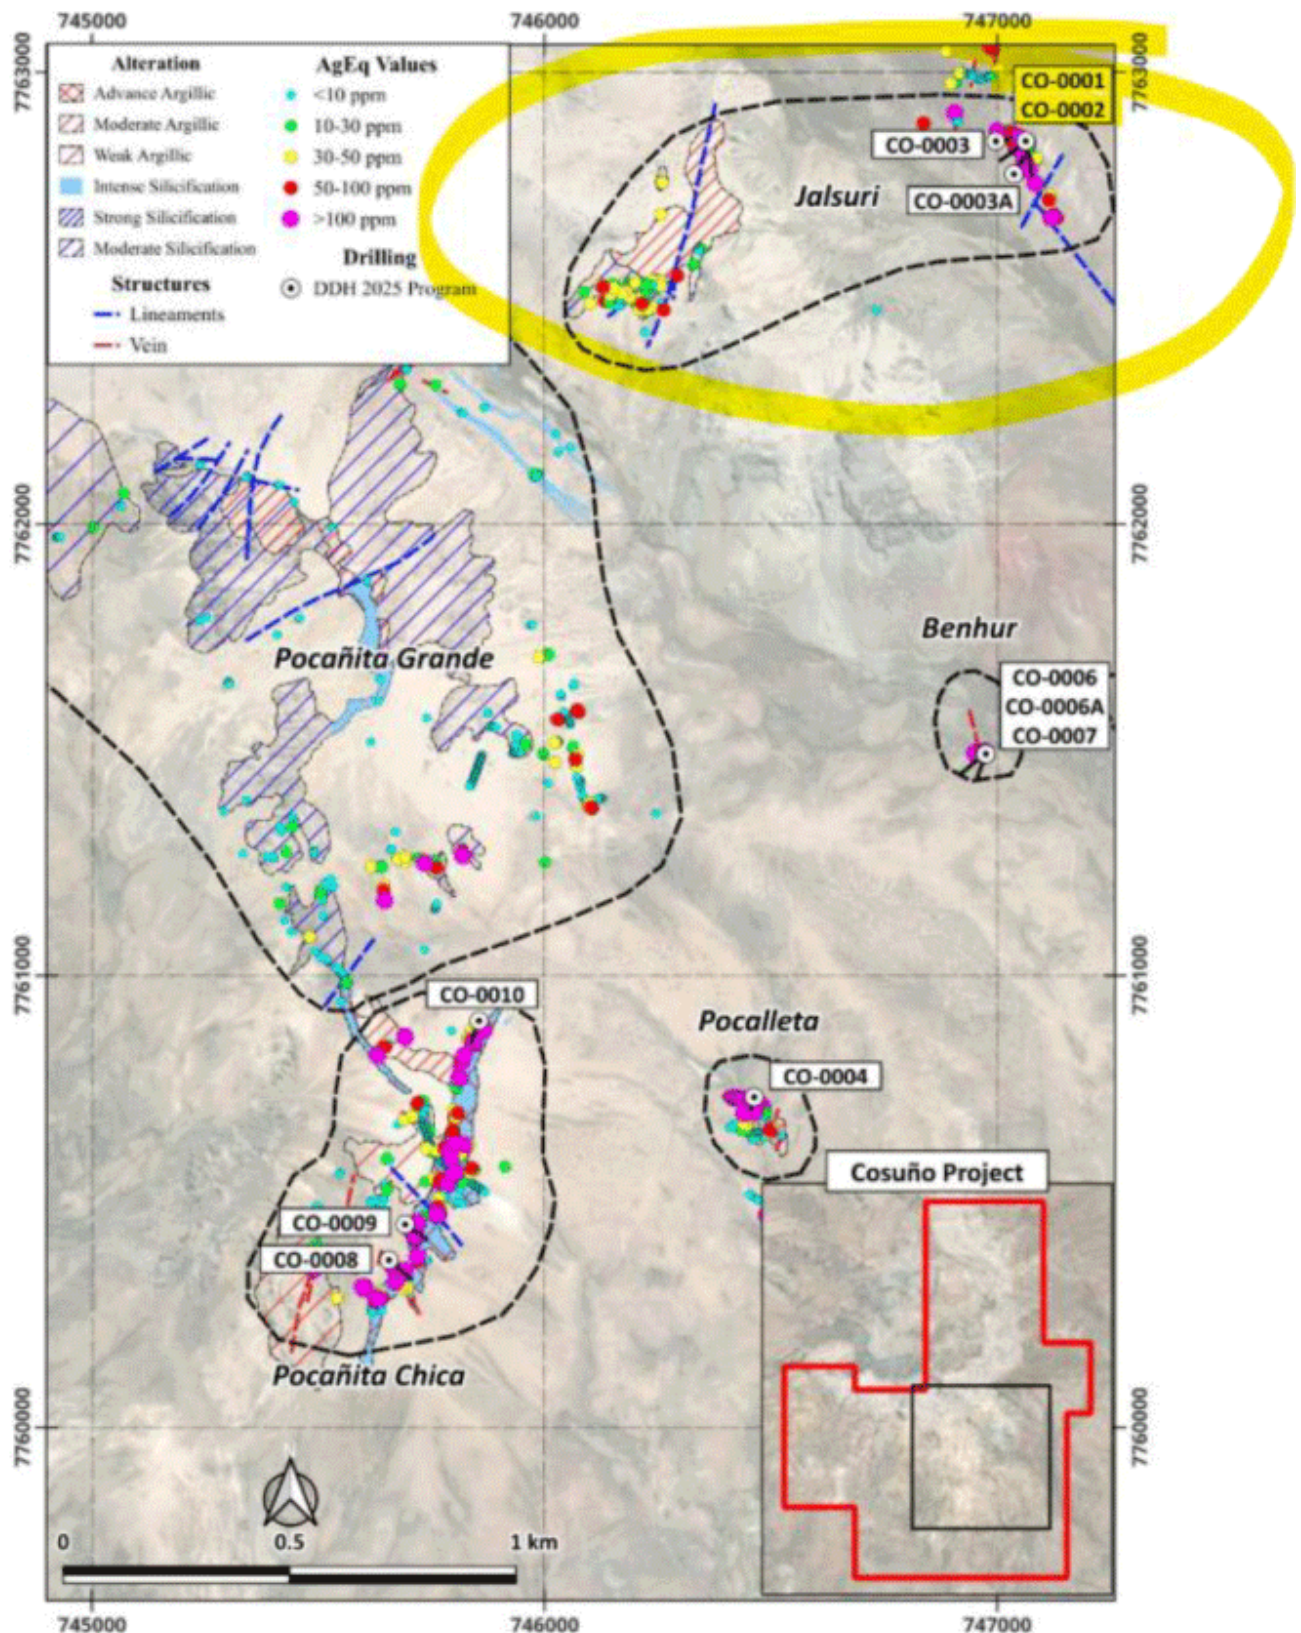 745000
746000
747000
7763000
7763000
Alteration
Advance Argillic
Moderate Argillic
Weak Argillic
Intense Silicification
Strong Silicification
Moderate Silicification
Structures
Lineaments
Vein
AgEq Values
<10 ppm
10-30 ppm
30-50 ppm
50-100 ppm
>100 ppm
Drilling
DDH 2025 Program
CO-0001
CO-0002
CO-0003
Jalsuri
CO-0003A
7762000
7762000
Benhur
Pocañita Grande
CO-0006
CO-0006A
CO-0007
7761000
7761000
CO-0010
Pocalleta
CO-0004
Cosuño Project
CO-0009
CO-0008
Pocañita Chica
7760000
7760000
N
0
0.5
1 km
745000
746000
747000